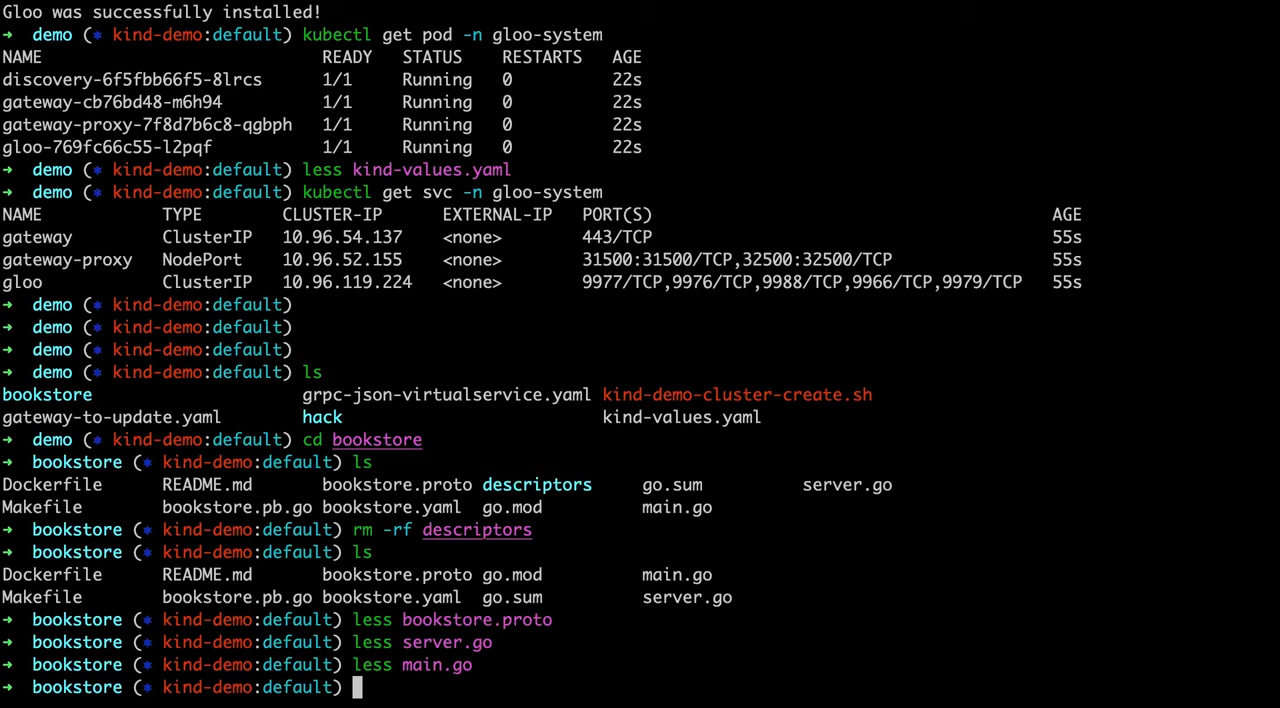 Gloo was successfully installed!
→ demo (⎈ kind-demo:default) kubectl get pod -n gloo-system
NAME READY STATUS RESTARTS AGE
discovery-6f5fbb66f5-8lrcs 1/1 Running 0 22s
gateway-cb76bd48-m6h94 1/1 Running 0 22s
gateway-proxy-7f8d7b6c8-qgbph 1/1 Running 0 22s
gloo-769fc66c55-l2pqf 1/1 Running 0 22s
→ demo (⎈ kind-demo:default) less kind-values.yaml
→ demo (⎈ kind-demo:default) kubectl get svc -n gloo-system
NAME TYPE CLUSTER-IP EXTERNAL-IP PORT(S) AGE
gateway ClusterIP 10.96.54.137 <none> 443/TCP 55s
gateway-proxy NodePort 10.96.52.155 <none> 31500:31500/TCP,32500:32500/TCP 55s
gloo ClusterIP 10.96.119.224 <none> 9977/TCP,9976/TCP,9988/TCP,9966/TCP,9979/TCP 55s
→ demo (⎈ kind-demo:default)
→ demo (⎈ kind-demo:default)
→ demo (⎈ kind-demo:default)
→ demo (⎈ kind-demo:default) ls
bookstore grpc-json-virtualservice.yaml kind-demo-cluster-create.sh
gateway-to-update.yaml hack kind-values.yaml
→ demo (⎈ kind-demo:default) cd bookstore
→ bookstore (⎈ kind-demo:default) ls
Dockerfile README.md bookstore.proto descriptors go.sum server.go
Makefile bookstore.pb.go bookstore.yaml go.mod main.go
→ bookstore (⎈ kind-demo:default) rm -rf descriptors
→ bookstore (⎈ kind-demo:default) ls
Dockerfile README.md bookstore.proto go.mod main.go
Makefile bookstore.pb.go bookstore.yaml go.sum server.go
→ bookstore (⎈ kind-demo:default) less bookstore.proto
→ bookstore (⎈ kind-demo:default) less server.go
→ bookstore (⎈ kind-demo:default) less main.go
→ bookstore (⎈ kind-demo:default)